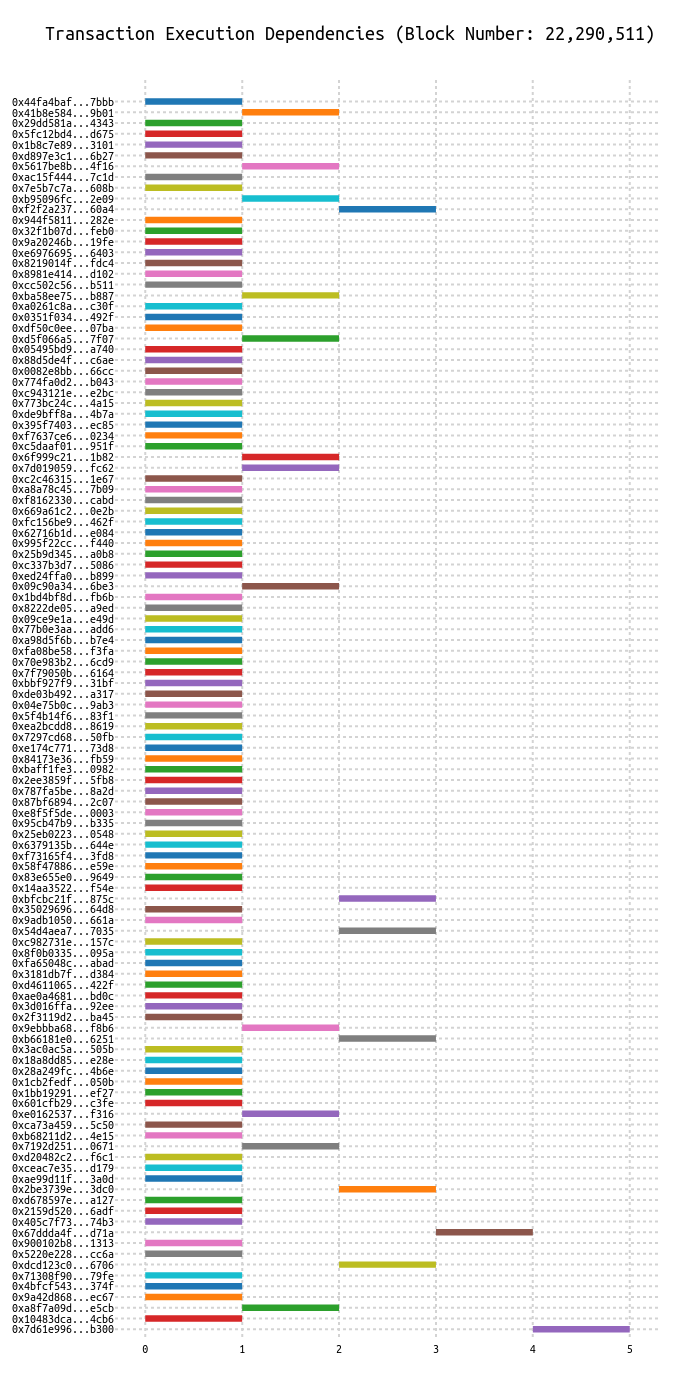 Transaction Execution Dependencies (Block Number: 22,290,511)
0x44fa4baf...7bbb
0x41b8e584...9b01
0x29dd581a...4343
0x5fc12bd4...d675
0x1b8c7e89...3101
0xd897e3c1...6b27
0x5617be8b...4f16
0xac15f444...7c1d
0x7e5b7c7a...608b
0xb95096fc...2e09
0xf2f2a237...60a4
0x944f5811...282e
0x32f1b07d...feb0
0x9a20246b...19fe
0xe6976695...6403
0x8219014f...fdc4
0x8981e414...d102
0xcc502c56...b511
0xba58ee75...b887
0xa0261c8a...c30f
0x0351f034...492f
0xdf50c0ee...07ba
0xd5f066a5...7f07
0x05495bd9...a740
0x88d5de4f...c6ae
0x0082e8bb...66cc
0x774fa0d2...b043
0xc943121e...e2bc
0x773bc24c...4a15
0xde9bff8a...4b7a
0x395f7403...ec85
0xf7637ce6...0234
0xc5daaf01...951f
0x6f999c21...1b82
0x7d019059...fc62
0xc2c46315...1e67
0xa8a78c45...7b09
0xf8162330...cabd
0x669a61c2...0e2b
0xfc156be9...462f
0x62716b1d...e084
0x995f22cc...f440
0x25b9d345...a0b8
0xc337b3d7...5086
0xed24ffa0...b899
0x09c90a34...6be3
0x1bd4bf8d...fb6b
0x8222de05...a9ed
0x09ce9e1a...e49d
0x77b0e3aa...add6
0xa98d5f6b...b7e4
0xfa08be58...f3fa
0x70e983b2...6cd9
0x7f79050b...6164
0xbbf927f9...31bf
0xde03b492...a317
0x04e75b0c...9ab3
0x5f4b14f6...83f1
0xea2bcdd8...8619
0x7297cd68...50fb
0xe174c771...73d8
0x84173e36...fb59
0xbaff1fe3...0982
0x2ee3859f...5fb8
0x787fa5be...8a2d
0x87bf6894...2c07
0xe8f5f5de...0003
0x95cb47b9...b335
0x25eb0223...0548
0x6379135b...644e
0xf73165f4...3fd8
0x58f47886...e59e
0x83e655e0...9649
0x14aa3522...f54e
0xbfcbc21f...875c
0x35029696...64d8
0x9adb1050...661a
0x54d4aea7...7035
0xc982731e...157c
0x8f0b0335...095a
0xfa65048c...abad
0x3181db7f...d384
0xd4611065...422f
0xae0a4681...bd0c
0x3d016ffa...92ee
0x2f3119d2...ba45
0x9ebbba68...f8b6
0xb66181e0...6251
0x3ac0ac5a...505b
0x18a8dd85...e28e
0x28a249fc...4b6e
0x1cb2fedf...050b
0x1bb19291...ef27
0x601cfb29...c3fe
0xe0162537...f316
0xca73a459...5c50
0xb68211d2...4e15
0x7192d251...0671
0xd20482c2...f6c1
0xceac7e35...d179
0xae99d11f...3a0d
0x2be3739e...3dc0
0xd678597e...a127
0x2159d520...6adf
0x405c7f73...74b3
0x67ddda4f...d71a
0x900102b8...1313
0x5220e228...cc6a
0xdcd123c0...6706
0x71308f90...79fe
0x4bfcf543...374f
0x9a42d868...ec67
0xa8f7a09d...e5cb
0x10483dca...4cb6
0x7d61e996...b300
0 1 2 3 4 5